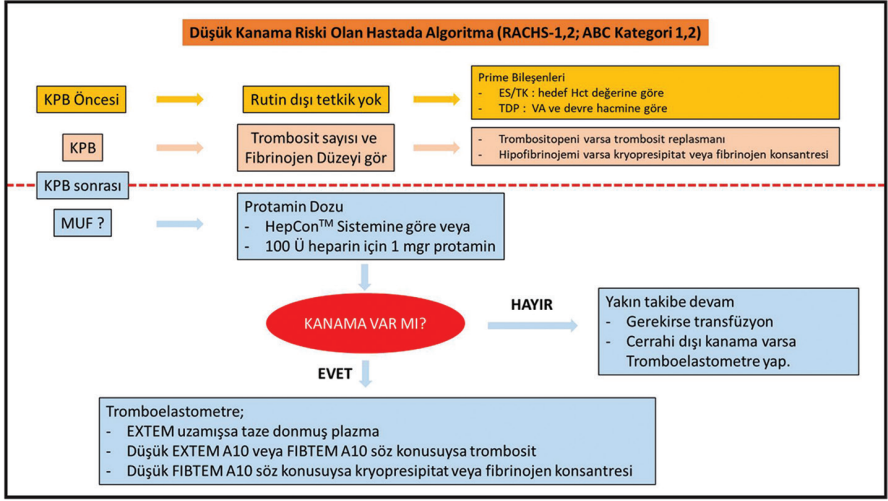 Düşük Kanama Riski Olan Hastada Algoritma (RACHS-1,2; ABC Kategori 1,2)
KPB Öncesi
Rutin dışı tetkik yok
Prime Bileşenleri
- ES/TK : hedef Hct değerine göre
- TDP : VA ve devre hacmine göre
KPB
Trombosit sayısı ve
Fibrinojen Düzeyi gör
- Trombositopeni varsa trombosit replasmanı
- Hipofibrinojemi varsa kryopresipitat veya fibrinojen konsantresi
KPB sonrası
MUF ?
Protamin Dozu
- HepCon™ Sistemine göre veya
- 100 Ü heparin için 1 mgr protamin
KANAMA VAR MI?
HAYIR
Yakın takibe devam
- Gerekirse transfüzyon
- Cerrahi dışı kanama varsa
Tromboelastometre yap.
EVET
Tromboelastometre;
- EXTEM uzamışsa taze donmuş plazma
- Düşük EXTEM A10 veya FIBTEM A10 söz konusuysa trombosit
- Düşük FIBTEM A10 söz konusuysa kryopresipitat veya fibrinojen konsantresi